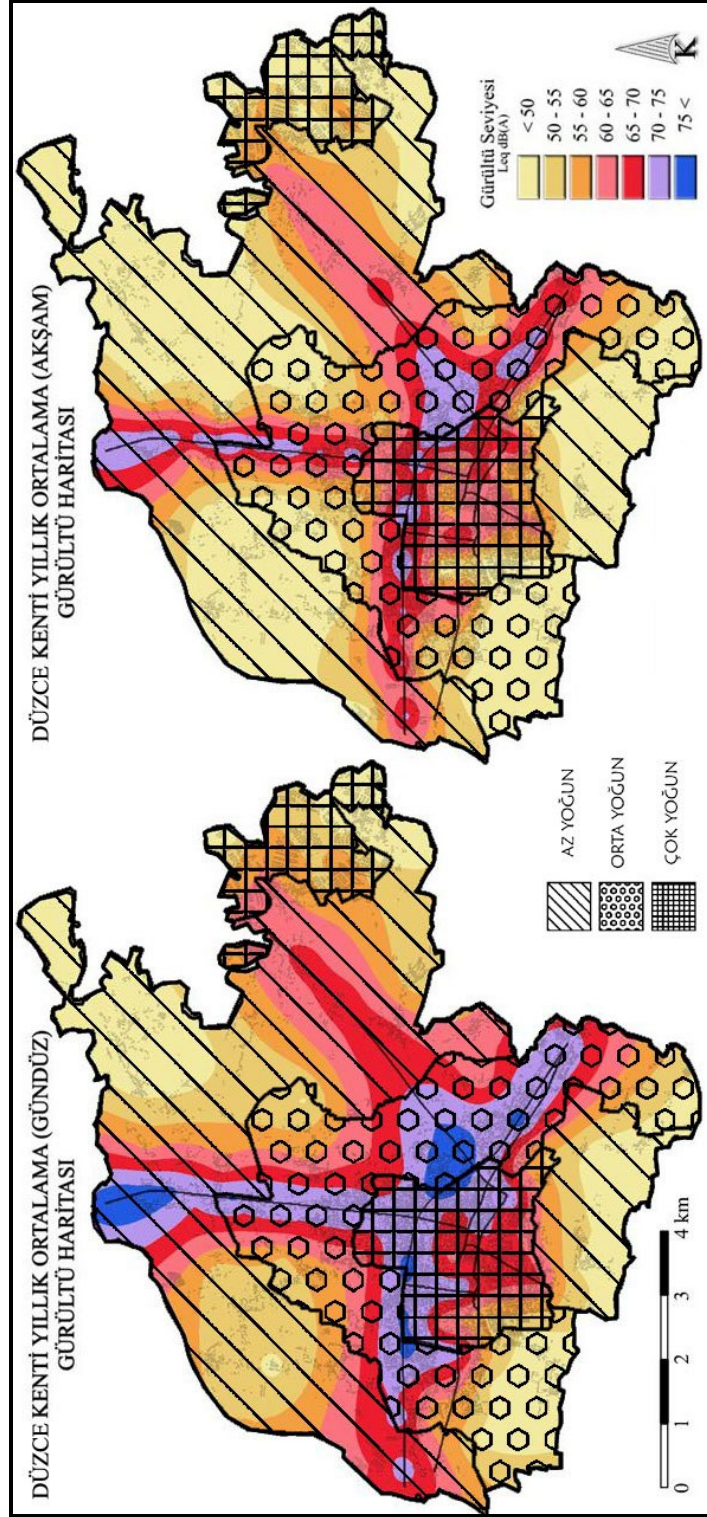 DÜZCE KENTİ YILLIK ORTALAMA (GÜNDÜZ)
GÜRÜLTÜ HARİTASI
DÜZCE KENTİ YILLIK ORTALAMA (AKŞAM)
GÜRÜLTÜ HARİTASI
0 1 2 3 4 km
AZ YOĞUN
ORTA YOĞUN
ÇOK YOĞUN
Gürültü Seviyesi
Leq dB(A)
< 50
50 - 55
55 - 60
60 - 65
65 - 70
70 - 75
75 <
K